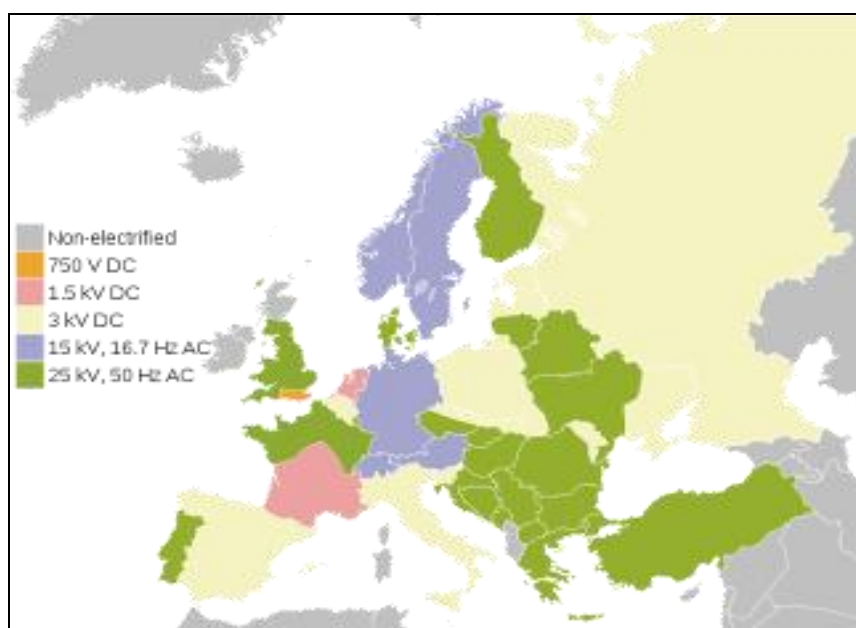 Non-electrified
750 V DC
1.5 kV DC
3 kV DC
15 kV, 16.7 Hz AC
25 kV, 50 Hz AC